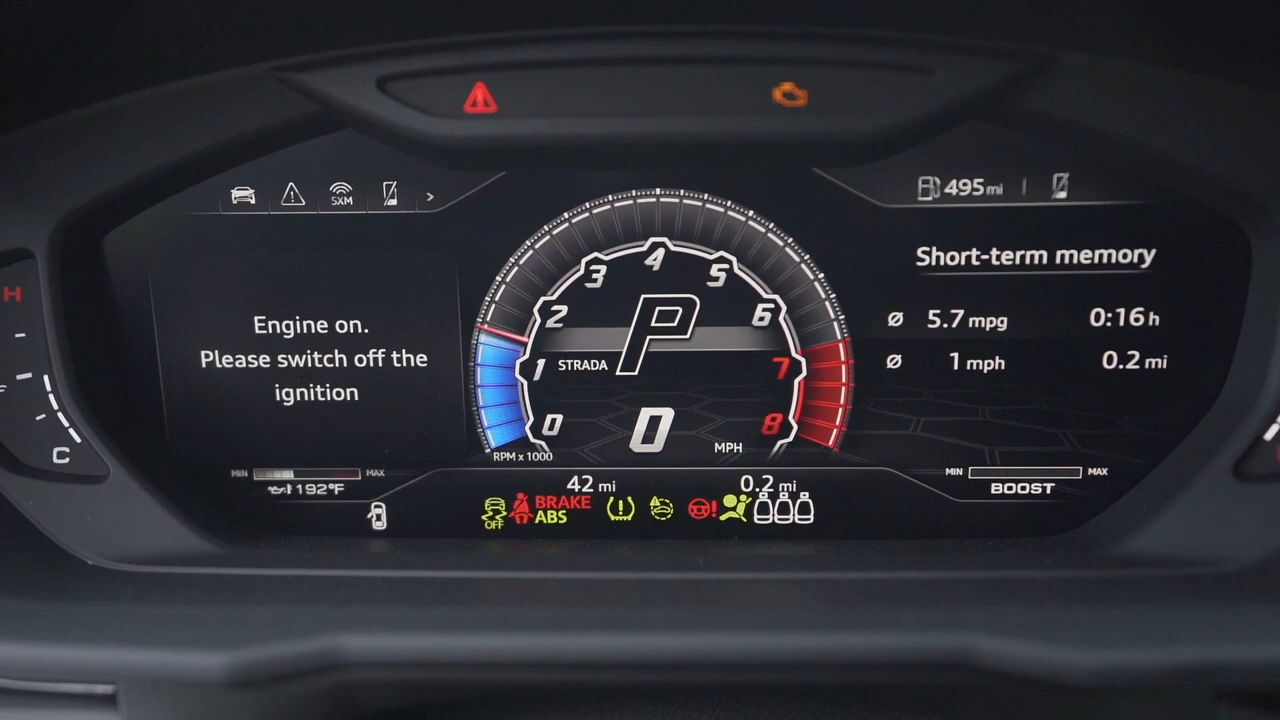 SXM
495 mi
Short-term memory
H
Engine on.
Please switch off the
ignition
Ø 5.7 mpg 0:16 h
Ø 1 mph 0.2 mi
0 1 2 3 4 5 6 7 8
P
STRADA
0
MPH
RPM x 1000
C
MIN MAX
192°F
MIN MAX
BOOST
42 mi 0.2 mi
OFF
BRAKE
ABS